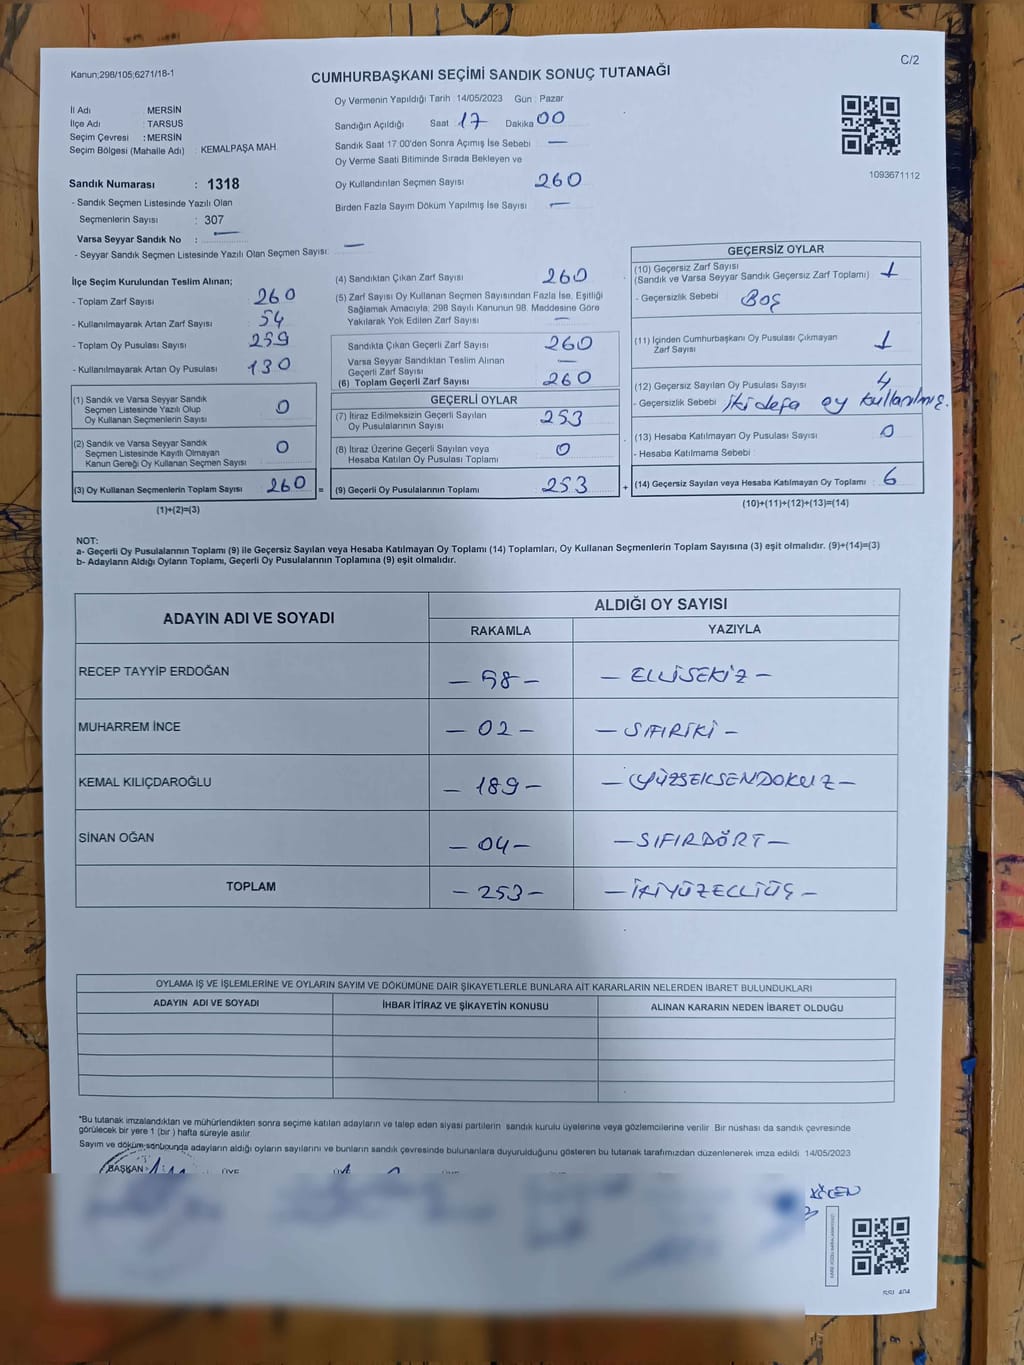 Kanun;298/105;6271/18-1
C/2
CUMHURBAŞKANI SEÇİMİ SANDIK SONUÇ TUTANAĞI
İl Adı MERSİN
İlçe Adı : TARSUS
Seçim Çevresi : MERSİN
Seçim Bölgesi (Mahalle Adı) : KEMALPAŞA MAH.
Sandık Numarası : 1318
- Sandık Seçmen Listesinde Yazılı Olan
Seçmenlerin Sayısı : 307
Varsa Seyyar Sandık No : —
- Seyyar Sandık Seçmen Listesinde Yazılı Olan Seçmen Sayısı: —
Oy Vermenin Yapıldığı Tarih : 14/05/2023 Gün : Pazar
Sandığın Açıldığı Saat : 17 Dakika 00
Sandık Saat 17:00'den Sonra Açımış İse Sebebi —
Oy Verme Saati Bitiminde Sırada Bekleyen ve
Oy Kullandırılan Seçmen Sayısı 260
Birden Fazla Sayım Döküm Yapılmış İse Sayısı —
1093671112
İlçe Seçim Kurulundan Teslim Alınan;
- Toplam Zarf Sayısı 260
- Kullanılmayarak Artan Zarf Sayısı 54
- Toplam Oy Pusulası Sayısı
- Kullanılmayarak Artan Oy Pusulası 130
(1) Sandık ve Varsa Seyyar Sandık
Seçmen Listesinde Yazılı Olup
Oy Kullanan Seçmenlerin Sayısı 0
(2) Sandık ve Varsa Seyyar Sandık
Seçmen Listesinde Kayıtlı Olmayan
Kanun Gereği Oy Kullanan Seçmen Sayısı 0
(3) Oy Kullanan Seçmenlerin Toplam Sayısı 260 =
(1)+(2)=(3)
(4) Sandıktan Çıkan Zarf Sayısı 260
(5) Zarf Sayısı Oy Kullanan Seçmen Sayısından Fazla İse, Eşitliği
Sağlamak Amacıyla; 298 Sayılı Kanunun 98. Maddesine Göre
Yakılarak Yok Edilen Zarf Sayısı —
Sandıkta Çıkan Geçerli Zarf Sayısı 260
Varsa Seyyar Sandıktan Teslim Alınan
Geçerli Zarf Sayısı —
(6) Toplam Geçerli Zarf Sayısı 260
GEÇERLİ OYLAR
(7) İtiraz Edilmeksizin Geçerli Sayılan
Oy Pusulalarının Sayısı 253
(8) İtiraz Üzerine Geçerli Sayılan veya
Hesaba Katılan Oy Pusulası Toplamı 0
(9) Geçerli Oy Pusulalarının Toplamı 253 +
GEÇERSİZ OYLAR
(10) Geçersiz Zarf Sayısı
(Sandık ve Varsa Seyyar Sandık Geçersiz Zarf Toplamı) 1
- Geçersizlik Sebebi BOŞ
(11) İçinden Cumhurbaşkanı Oy Pusulası Çıkmayan
Zarf Sayısı 1
(12) Geçersiz Sayılan Oy Pusulası Sayısı 4
- Geçersizlik Sebebi İki defa oy kullanılmış.
(13) Hesaba Katılmayan Oy Pusulası Sayısı 0
- Hesaba Katılmama Sebebi :
(14) Geçersiz Sayılan veya Hesaba Katılmayan Oy Toplamı : 6
(10)+(11)+(12)+(13)=(14)
NOT:
a- Geçerli Oy Pusulalarının Toplamı (9) ile Geçersiz Sayılan veya Hesaba Katılmayan Oy Toplamı (14) Toplamları, Oy Kullanan Seçmenlerin Toplam Sayısına (3) eşit olmalıdır. (9)+(14)=(3)
b- Adayların Aldığı Oyların Toplamı, Geçerli Oy Pusulalarının Toplamına (9) eşit olmalıdır.
ADAYIN ADI VE SOYADI
ALDIĞI OY SAYISI
RAKAMLA YAZIYLA
RECEP TAYYİP ERDOĞAN — 58 — — ELLİSEKİZ —
MUHARREM İNCE — 02 — — SIFIRİKİ —
KEMAL KILIÇDAROĞLU — 189 — — YÜZSEKSENDOKUZ —
SİNAN OĞAN — 04 — — SIFIRDÖRT —
TOPLAM — 253 — — İKİYÜZELLİÜÇ —
OYLAMA İŞ VE İŞLEMLERİNE VE OYLARIN SAYIM VE DÖKÜMÜNE DAİR ŞİKAYETLERLE BUNLARA AİT KARARLARIN NELERDEN İBARET BULUNDUKLARI
ADAYIN ADI VE SOYADI İHBAR İTİRAZ VE ŞİKAYETİN KONUSU ALINAN KARARIN NEDEN İBARET OLDUĞU
*Bu tutanak imzalandıktan ve mühürlendikten sonra seçime katılan adayların ve talep eden siyasi partilerin sandık kurulu üyelerine veya gözlemcilerine verilir. Bir nüshası da sandık çevresinde
görülecek bir yere 1 (bir ) hafta süreyle asılır.
Sayım ve döküm sonbounda adayların aldığı oyların sayılarını ve bunların sandık çevresinde bulunanlara duyurulduğunu gösteren bu tutanak tarafımızdan düzenlenerek imza edildi. 14/05/2023
BAŞKAN